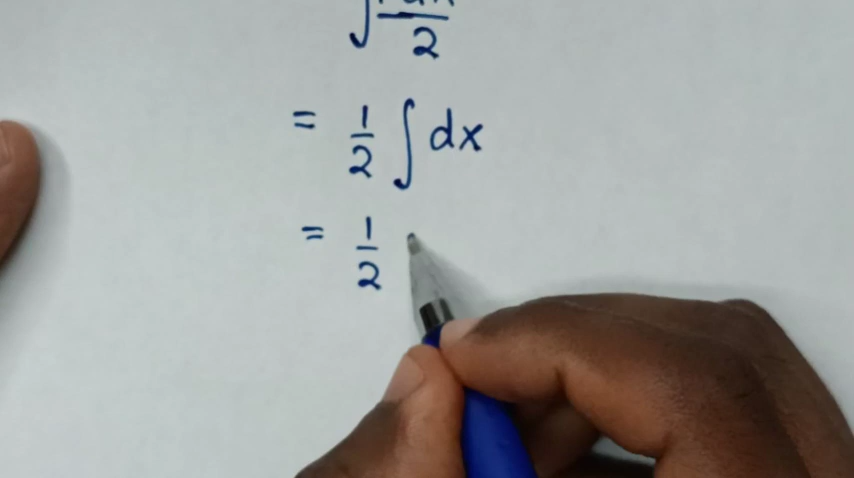 ∫ /2
= 1/2 ∫ dx
= 1/2